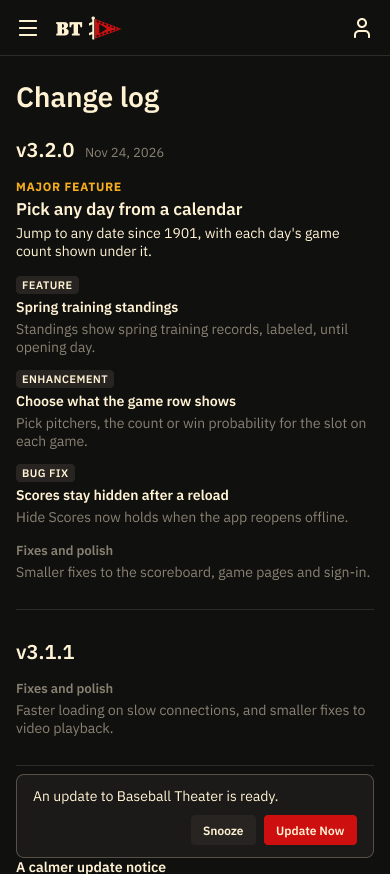 BT
Change log
v3.2.0 Nov 24, 2026
MAJOR FEATURE
Pick any day from a calendar
Jump to any date since 1901, with each day's game
count shown under it.
FEATURE
Spring training standings
Standings show spring training records, labeled, until
opening day.
ENHANCEMENT
Choose what the game row shows
Pick pitchers, the count or win probability for the slot on
each game.
BUG FIX
Scores stay hidden after a reload
Hide Scores now holds when the app reopens offline.
Fixes and polish
Smaller fixes to the scoreboard, game pages and sign-in.
v3.1.1
Fixes and polish
Faster loading on slow connections, and smaller fixes to
video playback.
An update to Baseball Theater is ready.
Snooze Update Now
A calmer update notice